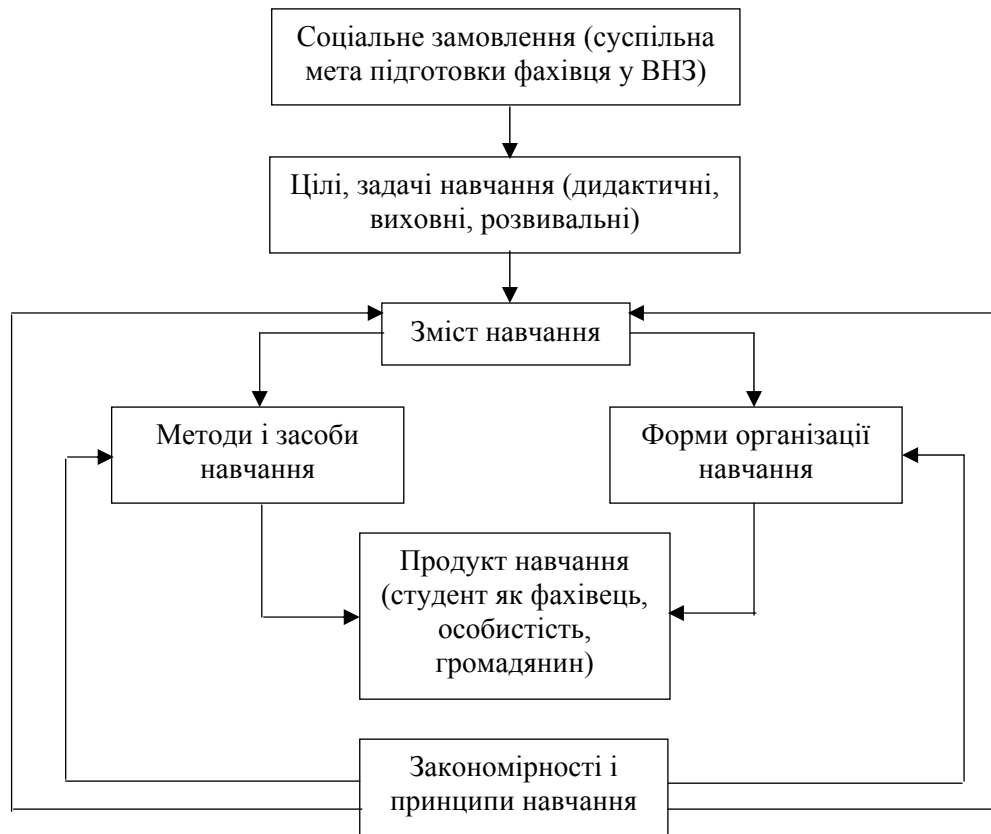 Соціальне замовлення (суспільна
мета підготовки фахівця у ВНЗ)
Цілі, задачі навчання (дидактичні,
виховні, розвивальні)
Зміст навчання
Методи і засоби
навчання
Форми організації
навчання
Продукт навчання
(студент як фахівець,
особистість,
громадянин)
Закономірності і
принципи навчання